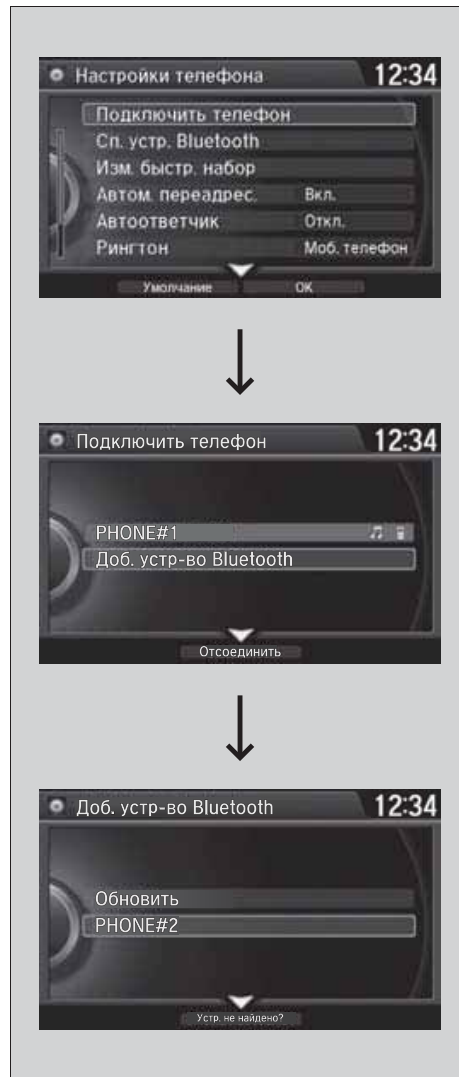 Настройки телефона 12:34
Подключить телефон
Сп. устр. Bluetooth
Изм. быстр. набор
Автом. переадрес. Вкл.
Автоответчик Откл.
Рингтон Моб. телефон
Умолчание OK
Подключить телефон 12:34
PHONE#1
Доб. устр-во Bluetooth
Отсоединить
Доб. устр-во Bluetooth 12:34
Обновить
PHONE#2
Устр. не найдено?